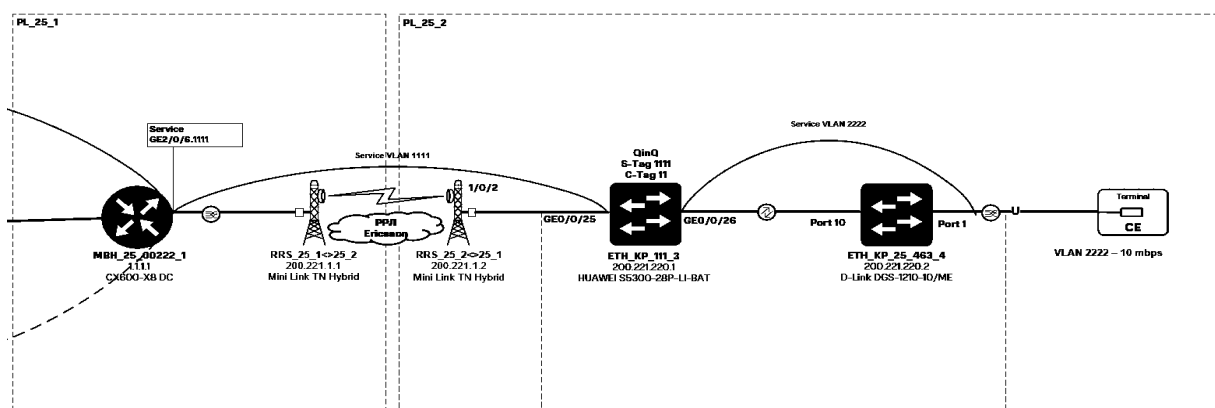 PL_25_1
PL_25_2
Service
GE2/0/6.1111
Service VLAN 1111
Service VLAN 2222
QinQ
S-Tag 1111
C-Tag 11
1/0/2
РРЛ
Ericsson
GE0/0/25
GE0/0/26
Port 10
Port 1
Terminal
CE
U
MBH_25_00222_1
1.1.1.1
CX600-X8 DC
RRS_25_1<>25_2
200.221.1.1
Mini Link TN Hybrid
RRS_25_2<>25_1
200.221.1.2
Mini Link TN Hybrid
ETH_KP_111_3
200.221.220.1
HUAWEI S5300-28P-LI-BAT
ETH_KP_25_463_4
200.221.220.2
D-Link DGS-1210-10/ME
VLAN 2222 – 10 mbps